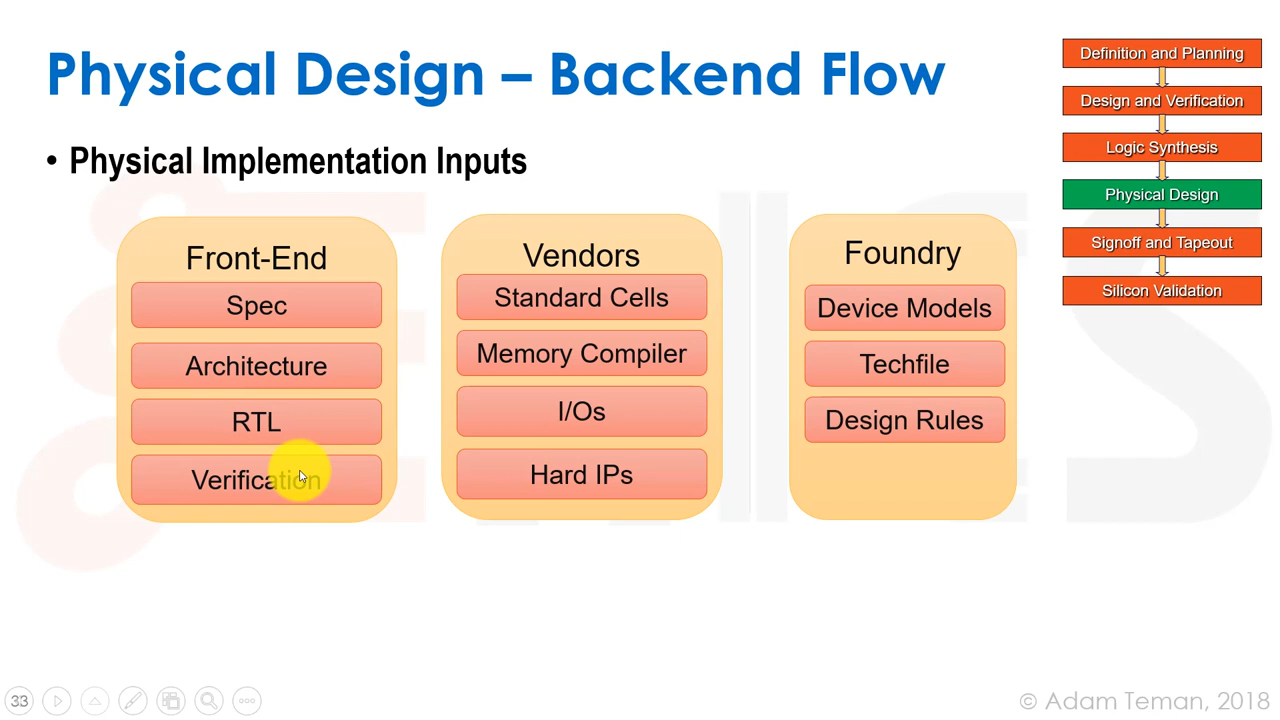 Physical Design – Backend Flow
• Physical Implementation Inputs
Front-End
Spec
Architecture
RTL
Verification
Vendors
Standard Cells
Memory Compiler
I/Os
Hard IPs
Foundry
Device Models
Techfile
Design Rules
Definition and Planning
Design and Verification
Logic Synthesis
Physical Design
Signoff and Tapeout
Silicon Validation
33
© Adam Teman, 2018